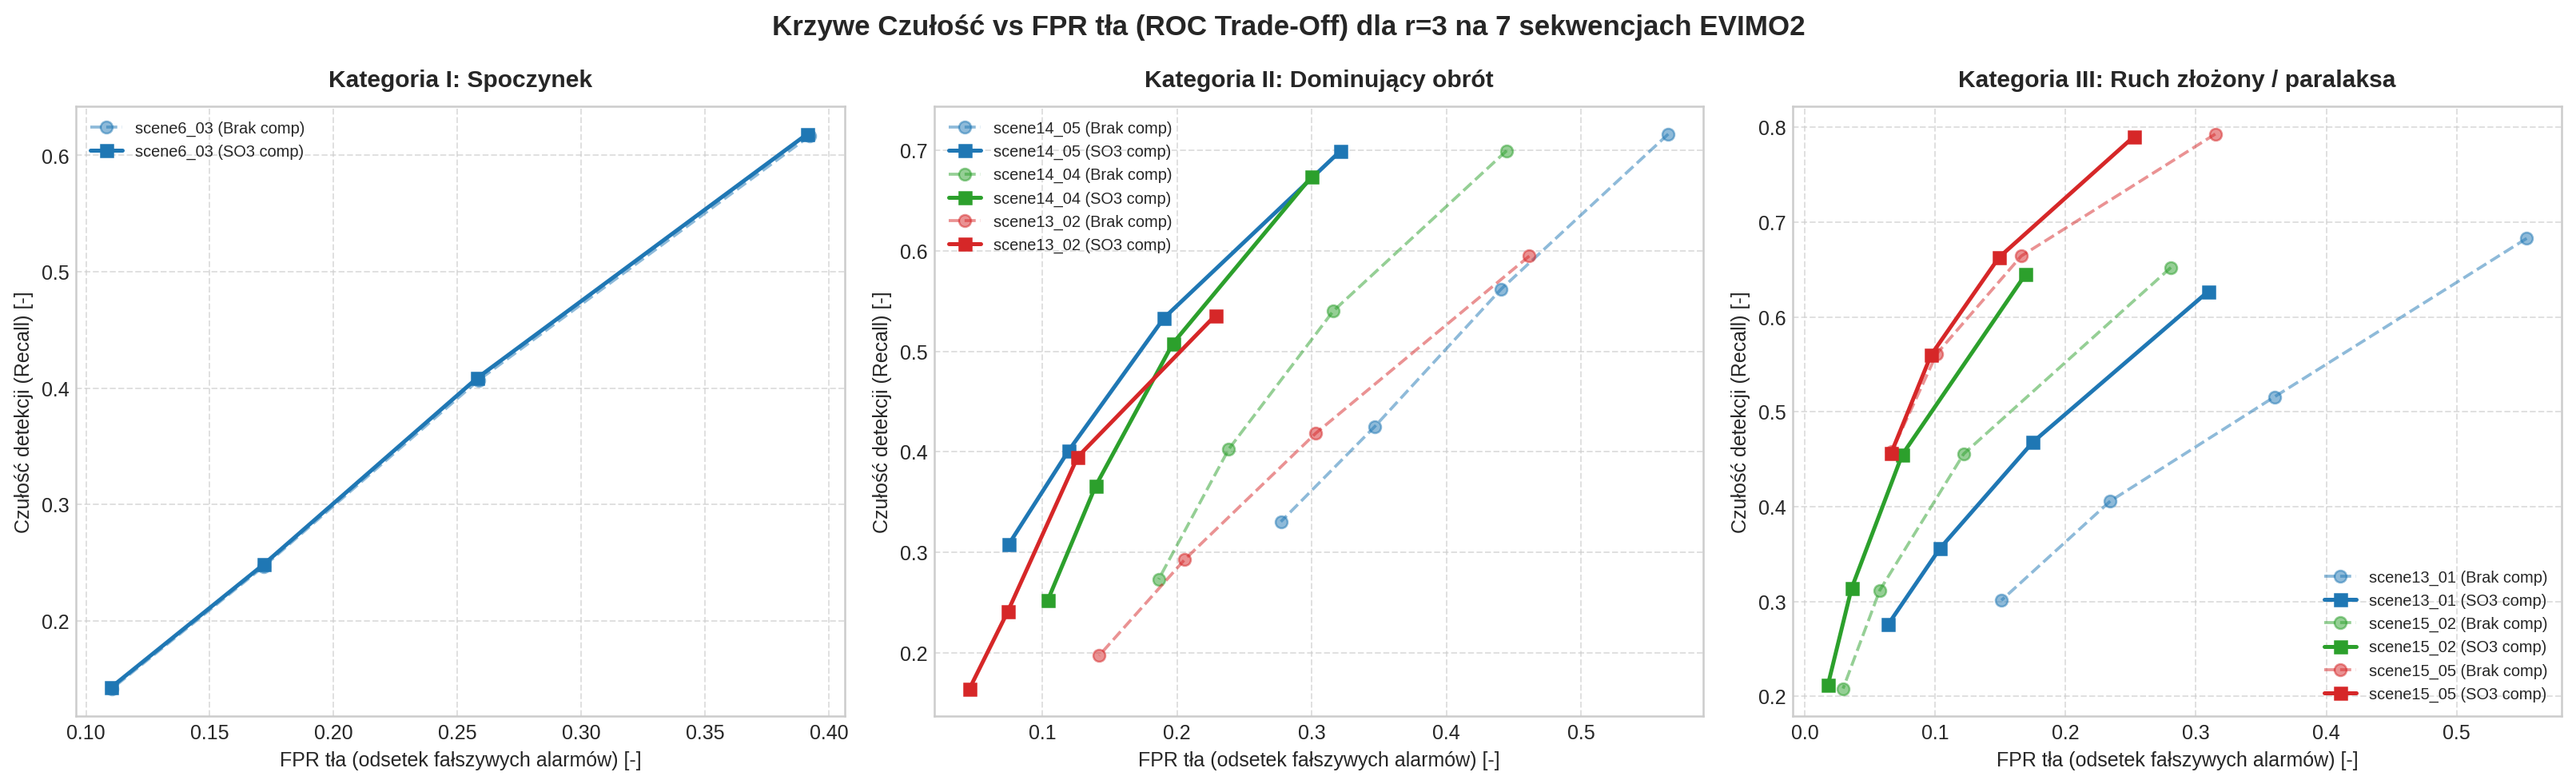 Krzywe Czułość vs FPR tła (ROC Trade-Off) dla r=3 na 7 sekwencjach EVIMO2
Kategoria I: Spoczynek
scene6_03 (Brak comp)
scene6_03 (SO3 comp)
Czułość detekcji (Recall) [-]
0.6
0.5
0.4
0.3
0.2
0.10 0.15 0.20 0.25 0.30 0.35 0.40
FPR tła (odsetek fałszywych alarmów) [-]
Kategoria II: Dominujący obrót
scene14_05 (Brak comp)
scene14_05 (SO3 comp)
scene14_04 (Brak comp)
scene14_04 (SO3 comp)
scene13_02 (Brak comp)
scene13_02 (SO3 comp)
Czułość detekcji (Recall) [-]
0.7
0.6
0.5
0.4
0.3
0.2
0.1 0.2 0.3 0.4 0.5
FPR tła (odsetek fałszywych alarmów) [-]
Kategoria III: Ruch złożony / paralaksa
Czułość detekcji (Recall) [-]
0.8
0.7
0.6
0.5
0.4
0.3
0.2
scene13_01 (Brak comp)
scene13_01 (SO3 comp)
scene15_02 (Brak comp)
scene15_02 (SO3 comp)
scene15_05 (Brak comp)
scene15_05 (SO3 comp)
0.0 0.1 0.2 0.3 0.4 0.5
FPR tła (odsetek fałszywych alarmów) [-]